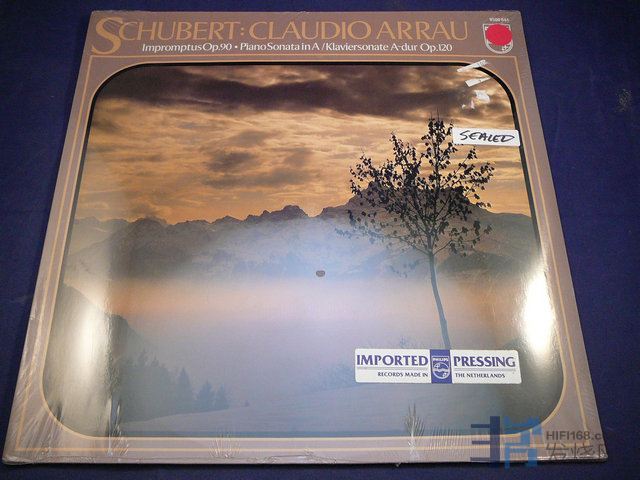 SCHUBERT: CLAUDIO ARRAU
Impromptus Op.90 • Piano Sonata in A / Klaviersonate A-dur Op.120
SEALED
IMPORTED PHILIPS PRESSING
RECORDS MADE IN THE NETHERLANDS
HIFI168.c